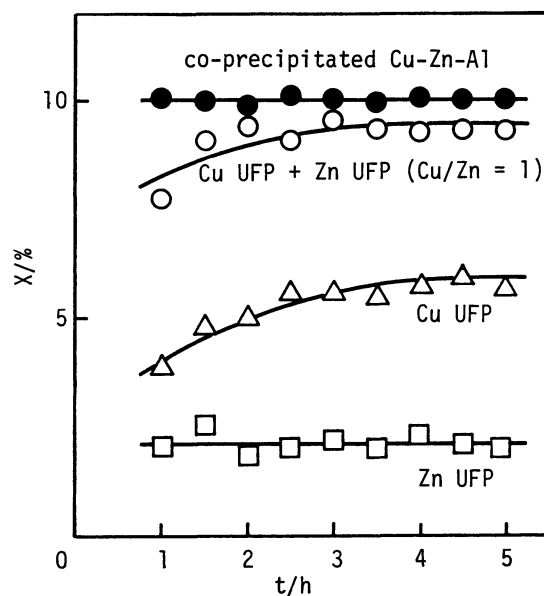 co-precipitated Cu-Zn-Al
10
Cu UFP + Zn UFP (Cu/Zn = 1)
X/%
5
Cu UFP
Zn UFP
0 1 2 3 4 5
t/h